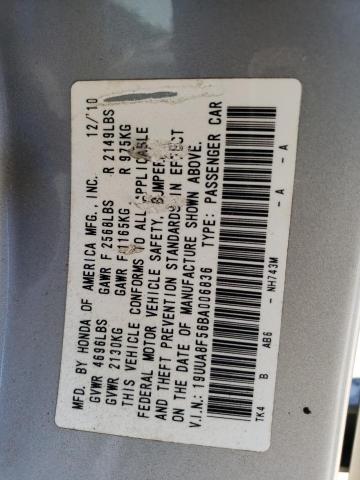 MFD. BY HONDA OF AMERICA MFG., INC. 12/'10
GVWR 4696LBS GAWR F 2568LBS R 2149LBS
GVWR 2130KG GAWR F 1165KG R 975KG
THIS VEHICLE CONFORMS TO ALL APPLICABLE
FEDERAL MOTOR VEHICLE SAFETY, BUMPER,
AND THEFT PREVENTION STANDARDS IN EFFECT
ON THE DATE OF MANUFACTURE SHOWN ABOVE.
V.I.N.: 19UUA8F56BA006836 TYPE: PASSENGER CAR
TK4 B AB6 - NH743M - A - A